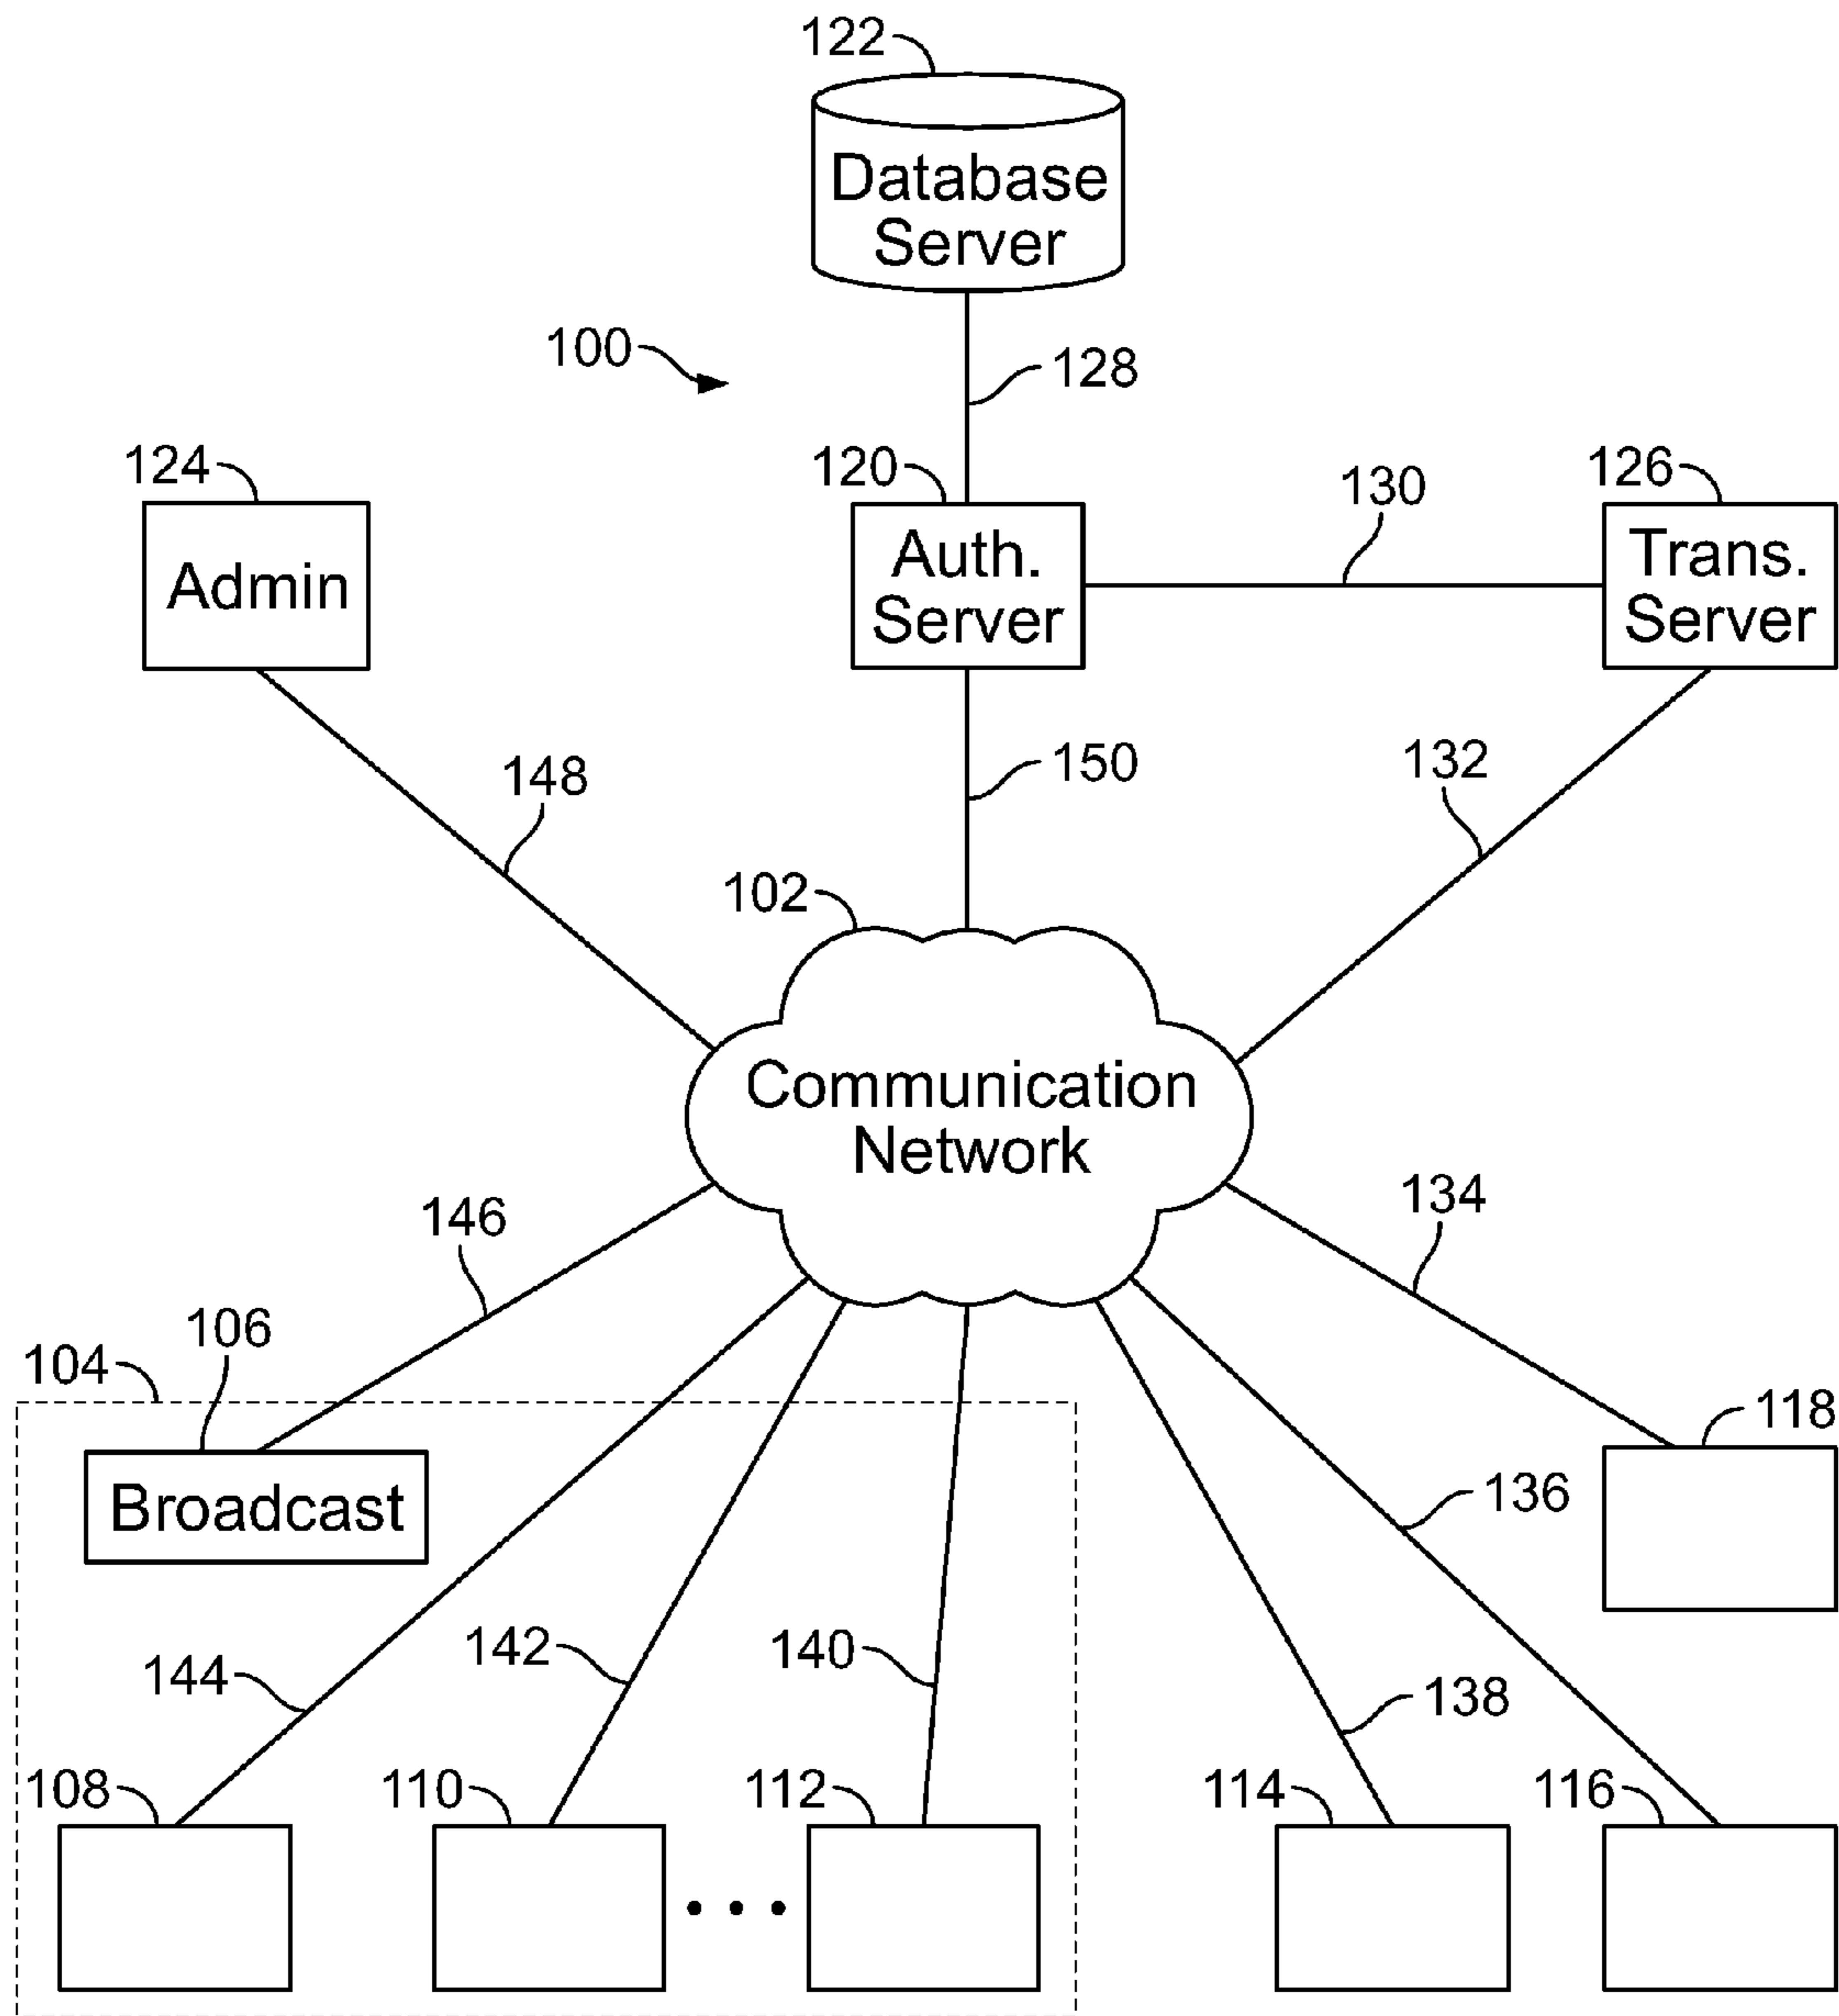 122
Database
Server
100
128
124
120
126
130
Admin
Auth.
Server
Trans.
Server
148
150
132
102
Communication
Network
146
134
106
104
118
Broadcast
136
144
142
140
138
108
110
112
114
116